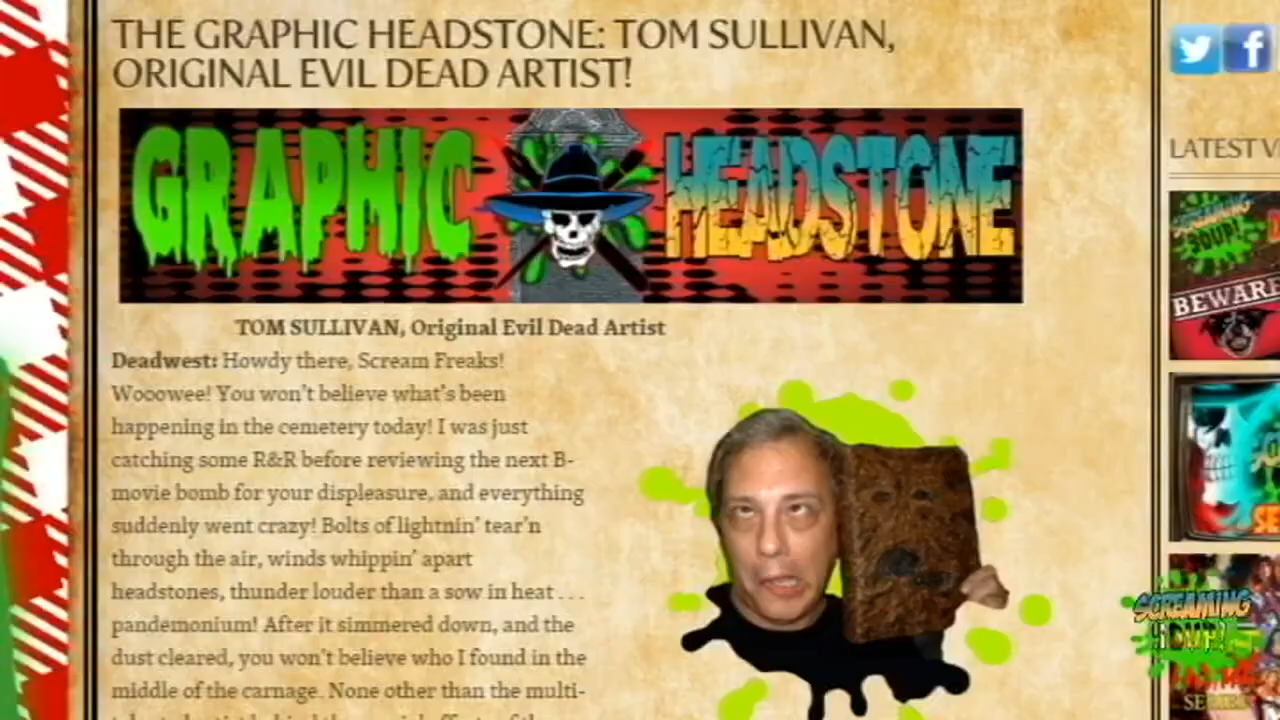 THE GRAPHIC HEADSTONE: TOM SULLIVAN,
ORIGINAL EVIL DEAD ARTIST!
GRAPHIC HEADSTONE
TOM SULLIVAN, Original Evil Dead Artist
Deadwest: Howdy there, Scream Freaks!
Wooowee! You won't believe what's been
happening in the cemetery today! I was just
catching some R&R before reviewing the next B-
movie bomb for your displeasure, and everything
suddenly went crazy! Bolts of lightnin' tear'n
through the air, winds whippin' apart
headstones, thunder louder than a sow in heat . . .
pandemonium! After it simmered down, and the
dust cleared, you won't believe who I found in the
middle of the carnage. None other than the multi-
LATEST
SCREAMING
SOUP!
BEWARE
SCREAMING
SOUP!
SERIES